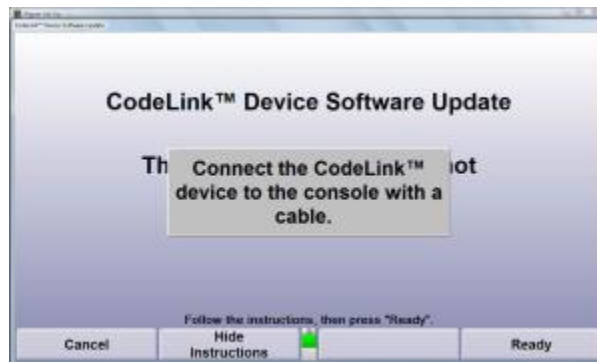 CodeLink™ Device Software Update
Th ot
Connect the CodeLink™
device to the console with a
cable.
Follow the instructions, then press "Ready".
Cancel
Hide
Instructions
Ready